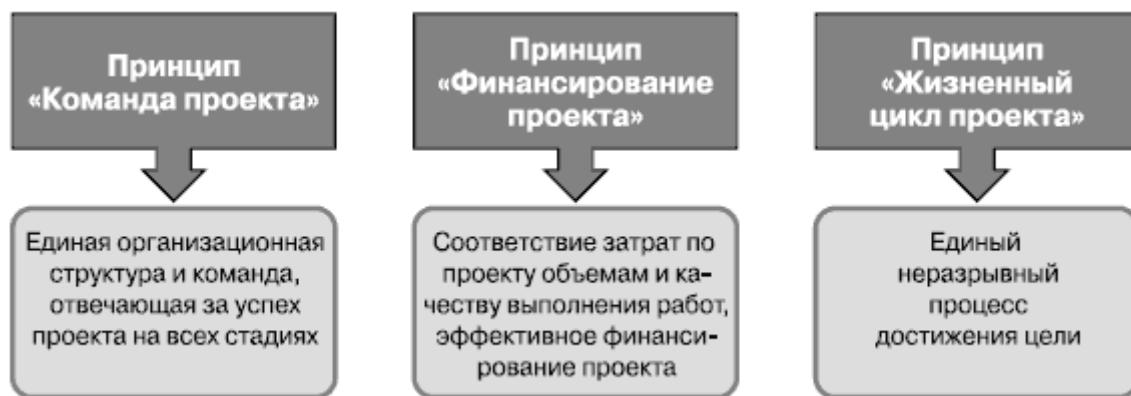 Принцип
«Команда проекта»
Принцип
«Финансирование
проекта»
Принцип
«Жизненный
цикл проекта»
Единая организационная
структура и команда,
отвечающая за успех
проекта на всех стадиях
Соответствие затрат по
проекту объемам и ка-
честву выполнения работ,
эффективное финанси-
рование проекта
Единый
неразрывный
процесс
достижения цели